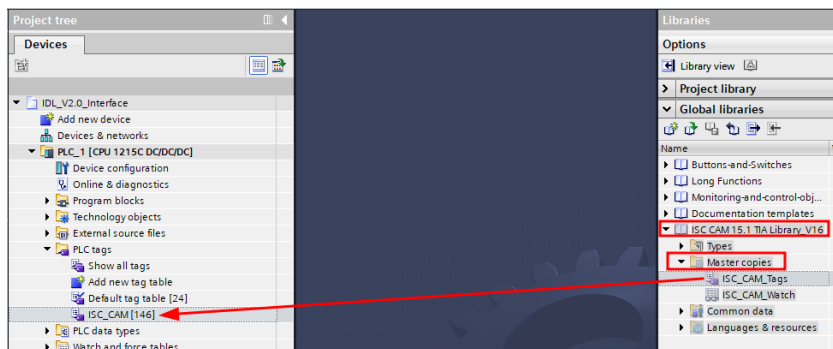 Project tree
Devices
IDL_V2.0_Interface
Add new device
Devices & networks
PLC_1 [CPU 1215C DC/DC/DC]
Device configuration
Online & diagnostics
Program blocks
Technology objects
External source files
PLC tags
Show all tags
Add new tag table
Default tag table [24]
ISC_CAM [146]
PLC data types
Watch and force tables
Libraries
Options
Library view
Project library
Global libraries
Name
Buttons-and-Switches
Long Functions
Monitoring-and-control-obj...
Documentation templates
ISC CAM 15.1 TIA Library_V16
Types
Master copies
ISC_CAM_Tags
ISC_CAM_Watch
Common data
Languages & resources